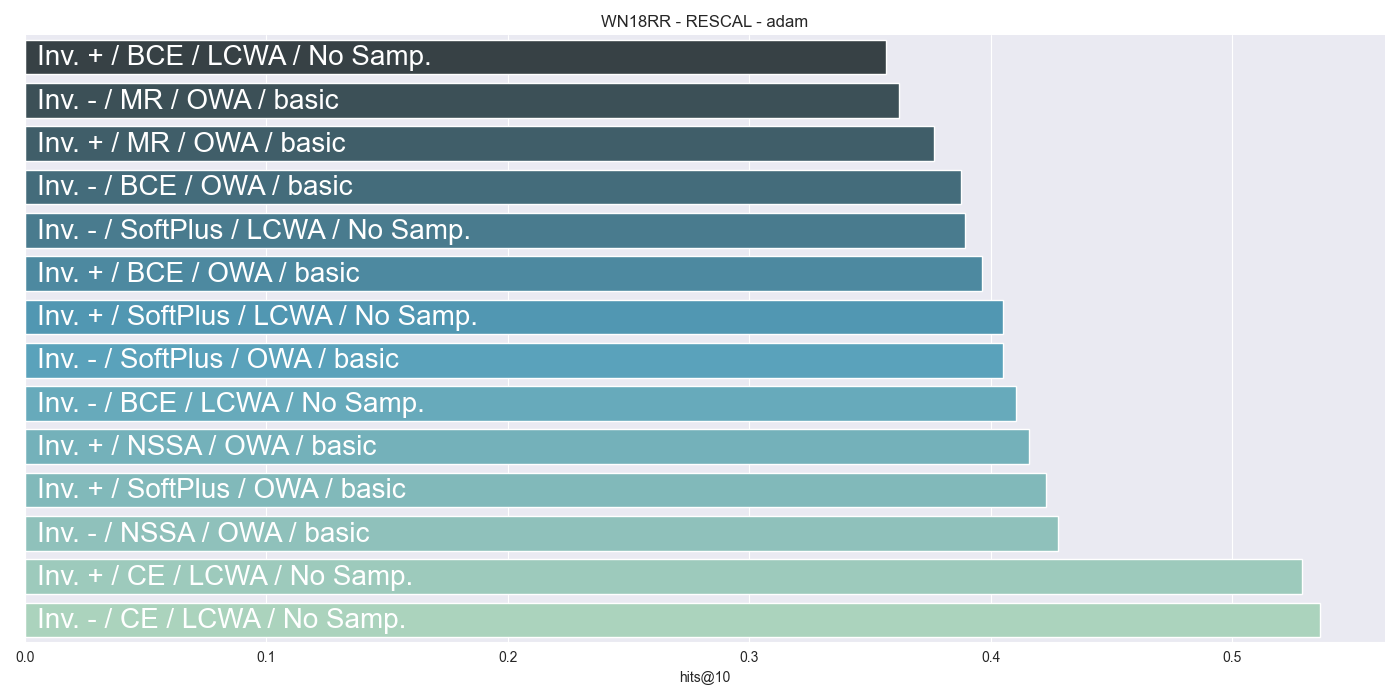 WN18RR - RESCAL - adam
Inv. + / BCE / LCWA / No Samp.
Inv. - / MR / OWA / basic
Inv. + / MR / OWA / basic
Inv. - / BCE / OWA / basic
Inv. - / SoftPlus / LCWA / No Samp.
Inv. + / BCE / OWA / basic
Inv. + / SoftPlus / LCWA / No Samp.
Inv. - / SoftPlus / OWA / basic
Inv. - / BCE / LCWA / No Samp.
Inv. + / NSSA / OWA / basic
Inv. + / SoftPlus / OWA / basic
Inv. - / NSSA / OWA / basic
Inv. + / CE / LCWA / No Samp.
Inv. - / CE / LCWA / No Samp.
0.0 0.1 0.2 0.3 0.4 0.5
hits@10